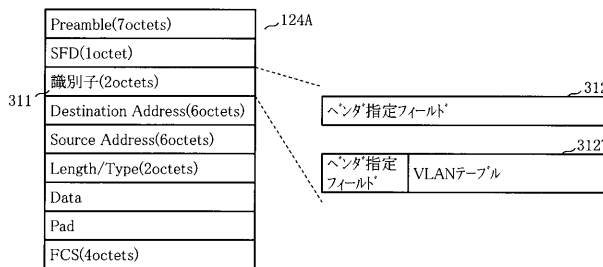 Preamble(7octets)
124A
SFD(1octet)
識別子(2octets)
311
312
Destination Address(6octets)
ベンダ指定フィールド
Source Address(6octets)
312T
Length/Type(2octets)
ベンダ指定
フィールド
VLANテーブル
Data
Pad
FCS(4octets)